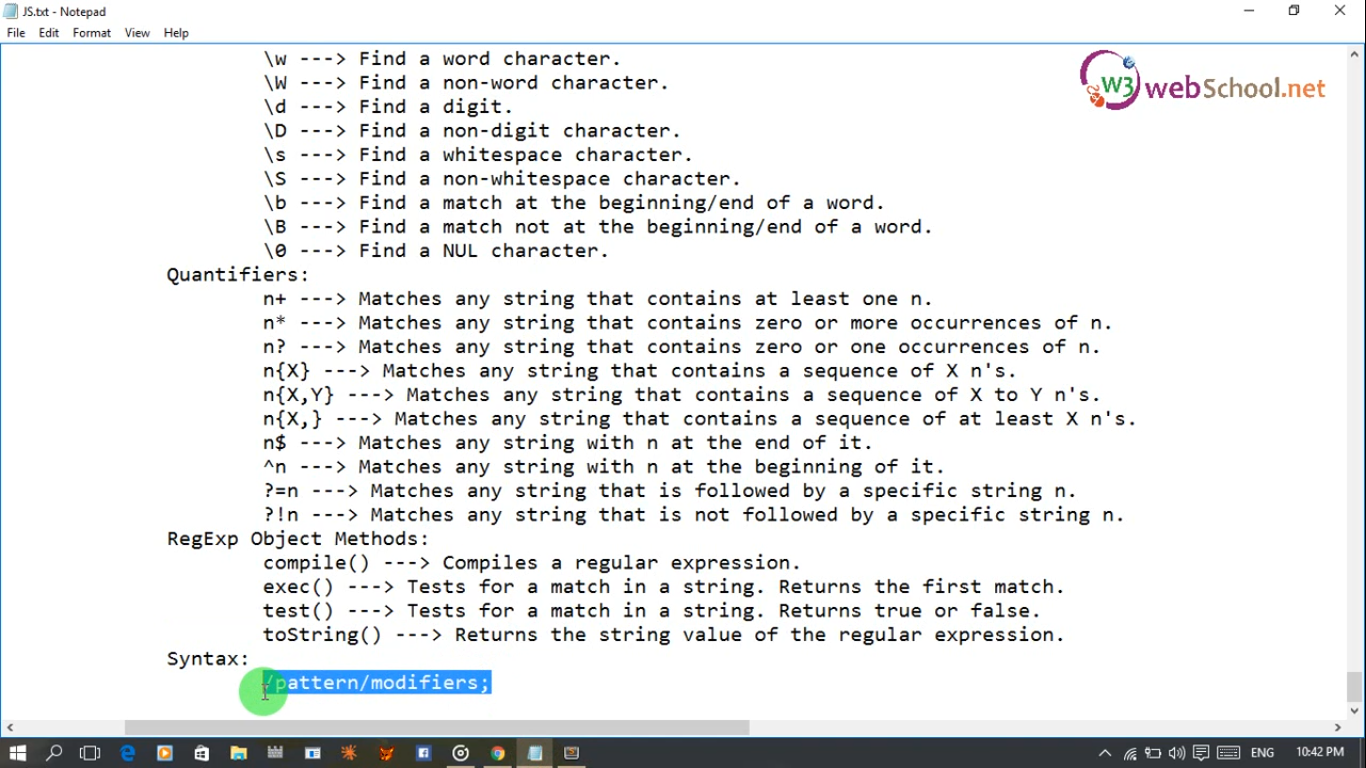 JS.txt - Notepad
File Edit Format View Help
\w ---> Find a word character.
\W ---> Find a non-word character.
\d ---> Find a digit.
\D ---> Find a non-digit character.
\s ---> Find a whitespace character.
\S ---> Find a non-whitespace character.
\b ---> Find a match at the beginning/end of a word.
\B ---> Find a match not at the beginning/end of a word.
\0 ---> Find a NUL character.
Quantifiers:
n+ ---> Matches any string that contains at least one n.
n* ---> Matches any string that contains zero or more occurrences of n.
n? ---> Matches any string that contains zero or one occurrences of n.
n{X} ---> Matches any string that contains a sequence of X n's.
n{X,Y} ---> Matches any string that contains a sequence of X to Y n's.
n{X,} ---> Matches any string that contains a sequence of at least X n's.
n$ ---> Matches any string with n at the end of it.
^n ---> Matches any string with n at the beginning of it.
?=n ---> Matches any string that is followed by a specific string n.
?!n ---> Matches any string that is not followed by a specific string n.
RegExp Object Methods:
compile() ---> Compiles a regular expression.
exec() ---> Tests for a match in a string. Returns the first match.
test() ---> Tests for a match in a string. Returns true or false.
toString() ---> Returns the string value of the regular expression.
Syntax:
/pattern/modifiers;
W3 webSchool.net
ENG 10:42 PM